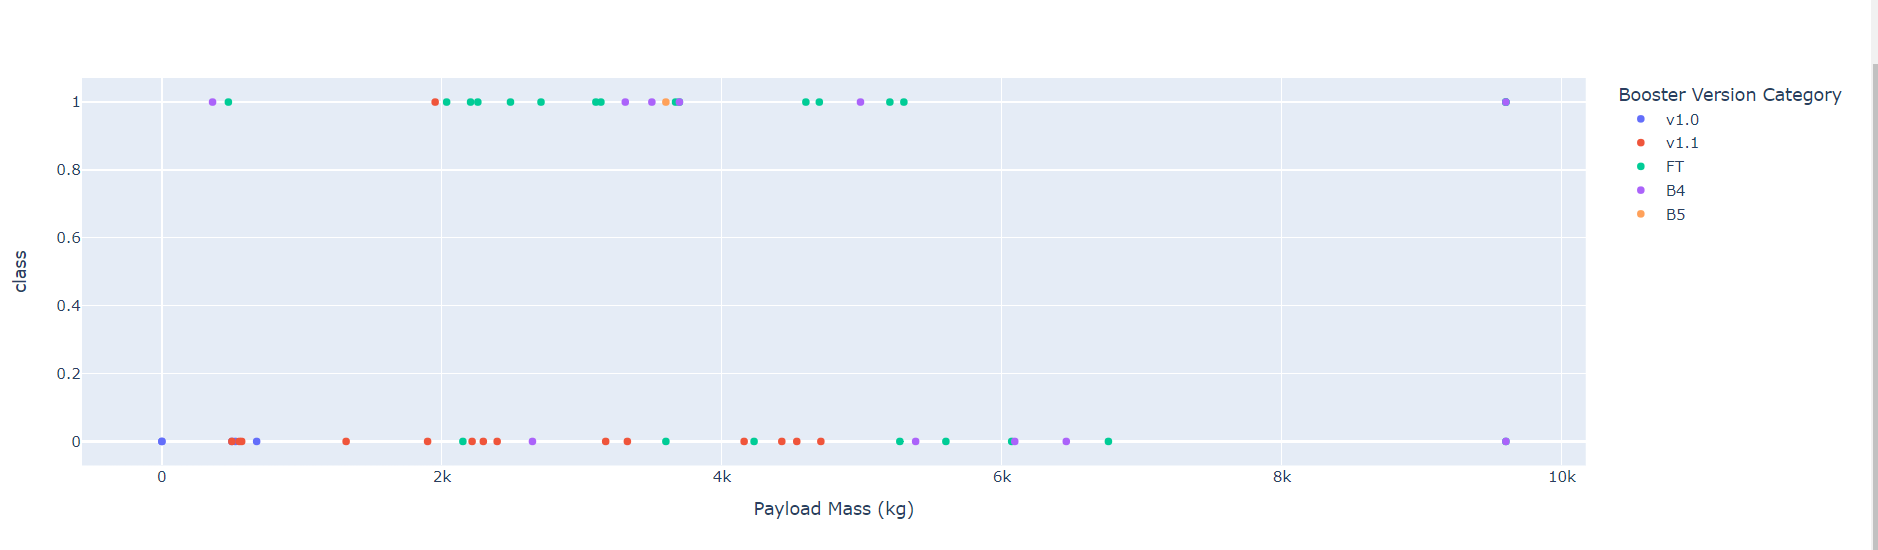 Booster Version Category
v1.0
v1.1
FT
B4
B5
class
1
0.8
0.6
0.4
0.2
0
0 2k 4k 6k 8k 10k
Payload Mass (kg)